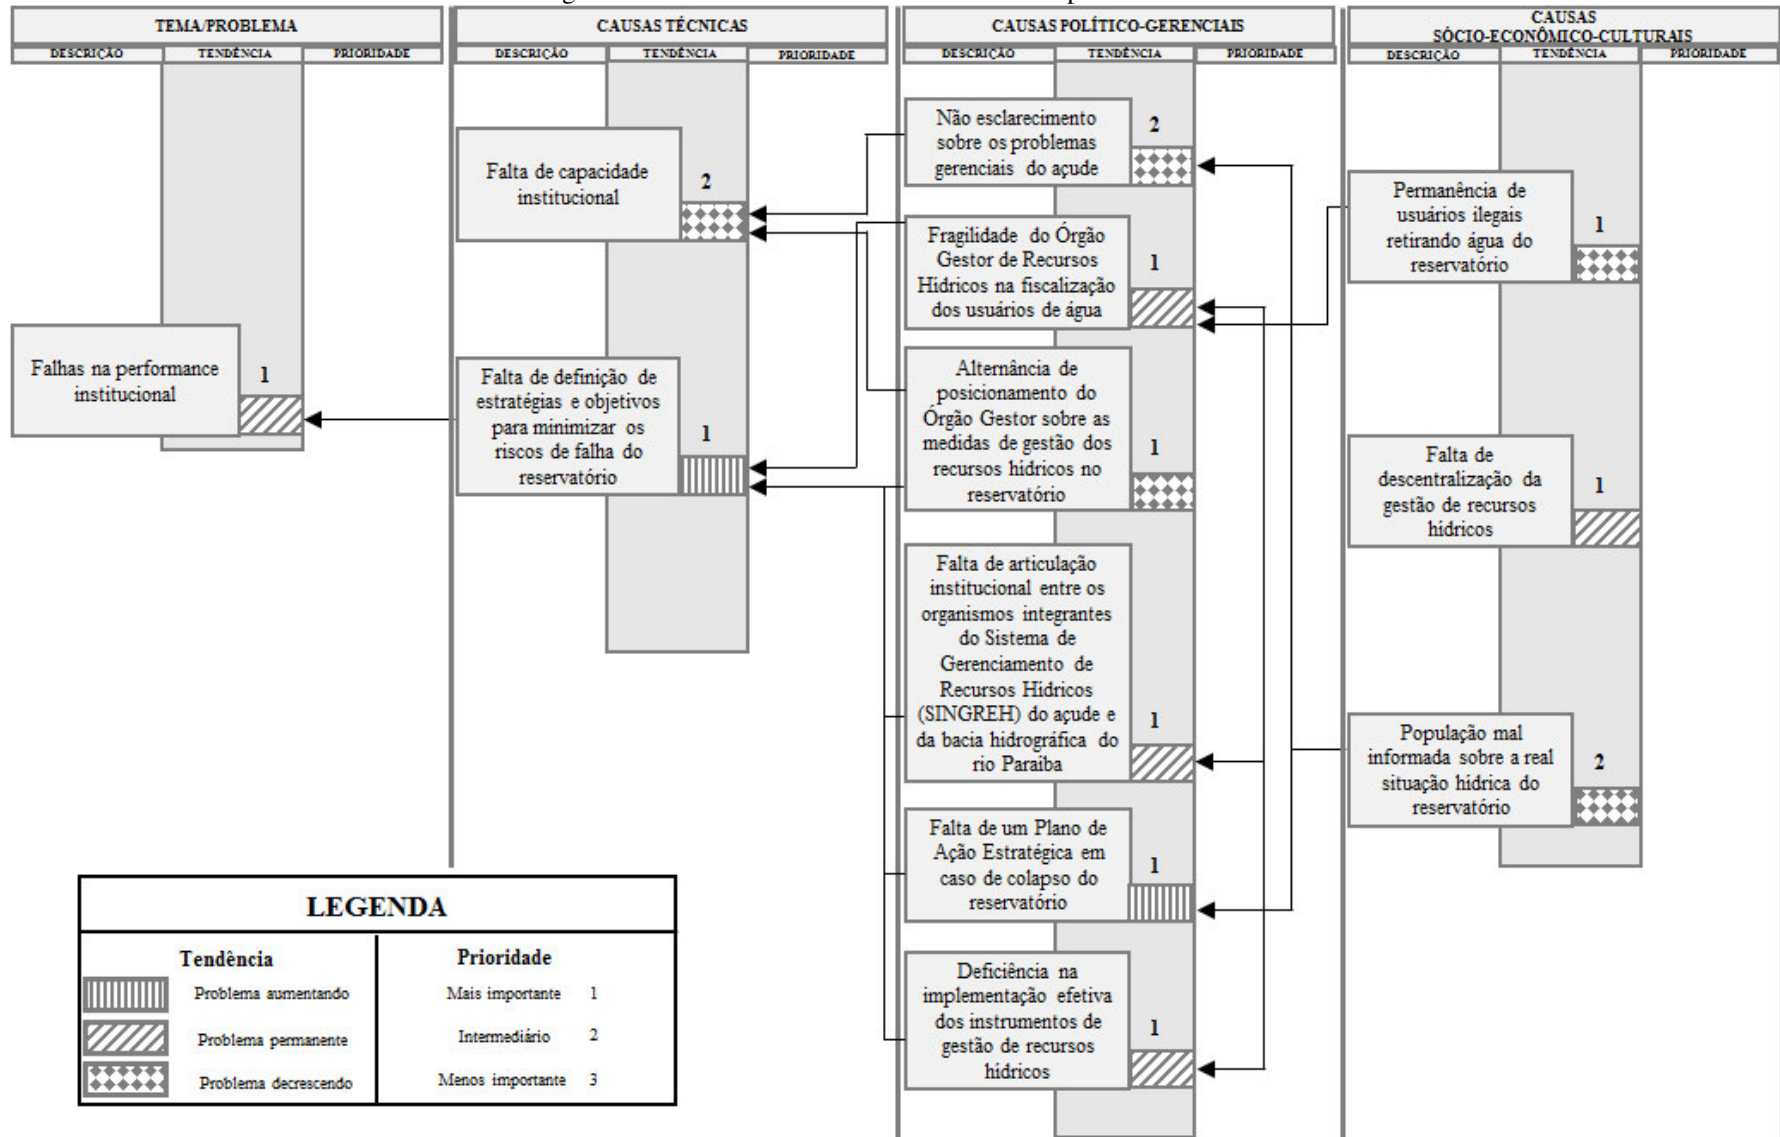 TEMA/PROBLEMA
DESCRIÇÃO TENDÊNCIA PRIORIDADE
Falhas na performance
institucional
1
CAUSAS TÉCNICAS
DESCRIÇÃO TENDÊNCIA PRIORIDADE
Falta de capacidade
institucional
2
Falta de definição de
estratégias e objetivos
para minimizar os
riscos de falha do
reservatório
1
CAUSAS POLÍTICO-GERENCIAIS
DESCRIÇÃO TENDÊNCIA PRIORIDADE
Não esclarecimento
sobre os problemas
gerenciais do açude
2
Fragilidade do Órgão
Gestor de Recursos
Hídricos na fiscalização
dos usuários de água
1
Alternância de
posicionamento do
Órgão Gestor sobre as
medidas de gestão dos
recursos hídricos no
reservatório
1
Falta de articulação
institucional entre os
organismos integrantes
do Sistema de
Gerenciamento de
Recursos Hídricos
(SINGREH) do açude e
da bacia hidrográfica do
rio Paraíba
1
Falta de um Plano de
Ação Estratégica em
caso de colapso do
reservatório
1
Deficiência na
implementação efetiva
dos instrumentos de
gestão de recursos
hídricos
1
CAUSAS
SÓCIO-ECONÔMICO-CULTURAIS
DESCRIÇÃO TENDÊNCIA PRIORIDADE
Permanência de
usuários ilegais
retirando água do
reservatório
1
Falta de
descentralização da
gestão de recursos
hídricos
1
População mal
informada sobre a real
situação hídrica do
reservatório
2
LEGENDA
Tendência
Problema aumentando
Problema permanente
Problema decrescendo
Prioridade
Mais importante 1
Intermediário 2
Menos importante 3